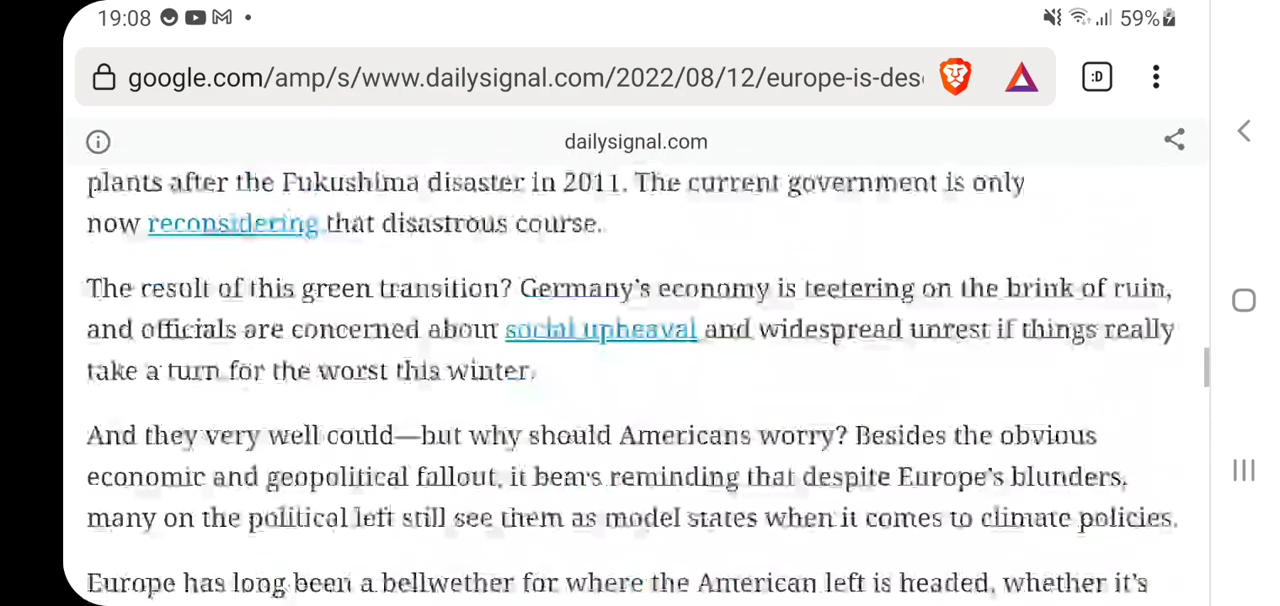 19:08
59%
google.com/amp/s/www.dailysignal.com/2022/08/12/europe-is-des
:D
dailysignal.com
plants after the Fukushima disaster in 2011. The current government is only
now reconsidering that disastrous course.
The result of this green transition? Germany's economy is teetering on the brink of ruin,
and officials are concerned about social upheaval and widespread unrest if things really
take a turn for the worst this winter.
And they very well could—but why should Americans worry? Besides the obvious
economic and geopolitical fallout, it bears reminding that despite Europe's blunders,
many on the political left still see them as model states when it comes to climate policies.
Europe has long been a bellwether for where the American left is headed, whether it's